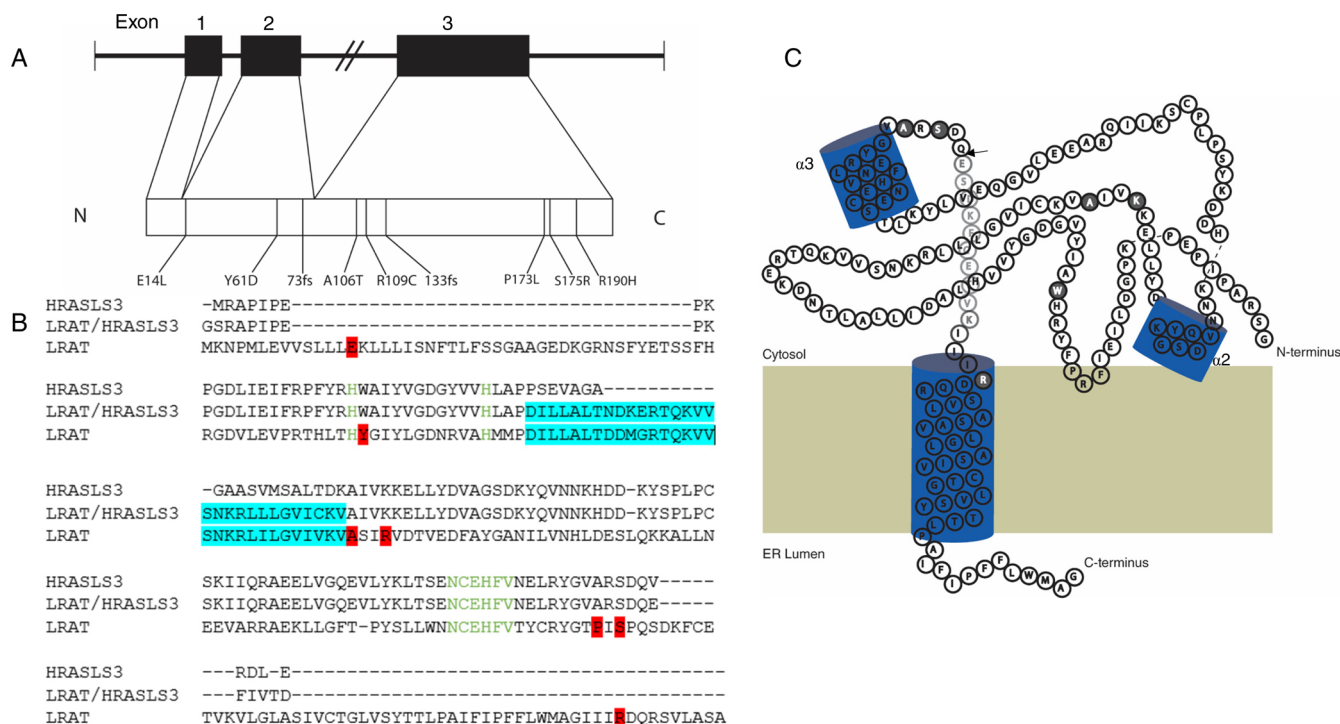 A
Exon
1
2
3
N
C
E14L
Y61D
73fs
A106T
R109C
133fs
P173L
S175R
R190H
B
HRASLS3 -MRAPIPE-----------------------------------PK
LRAT/HRASLS3 GSRAPIPE-----------------------------------PK
LRAT MKNPMLEVVSLLLEKLLLISNFTLFSSGAAGEDKGRNSFYETSSFH
HRASLS3 PGDLIEIFRPFYRHWAIYVGDGYVVHLAPPSEVAGA----------
LRAT/HRASLS3 PGDLIEIFRPFYRHWAIYVGDGYVVHLAPDILLALTNDKERTQKVV
LRAT RGDVLEVPRTHLTHYGIYLGDNRVAHMMPDILLALTDDMGRTQKVV
HRASLS3 -GAASVMSALTDKAIVKKELLYDVAGSDKYQVNNKHDD-KYSPLPC
LRAT/HRASLS3 SNKRLLLGVICKVAIVKKELLYDVAGSDKYQVNNKHDD-KYSPLPC
LRAT SNKRLILGVIVKVASIRVDTVEDFAYGANILVNHLDESLQKKALLN
HRASLS3 SKIIQRAEELVGQEVLYKLTSENCEHFVNELRYGVARSDQV-----
LRAT/HRASLS3 SKIIQRAEELVGQEVLYKLTSENCEHFVNELRYGVARSDQE-----
LRAT EEVARRAEKLLGFT-PYSLLWNNCEHFVTYCRYGTPISPQSDKFCE
HRASLS3 ---RDL-E--------------------------------------
LRAT/HRASLS3 ---FIVTD--------------------------------------
LRAT TVKVLGLASIVCTGLVSYTTLPAIFIPFFLWMAGIIIRDQRSVLASA
C
α3
α2
Cytosol
N-terminus
ER Lumen
C-terminus